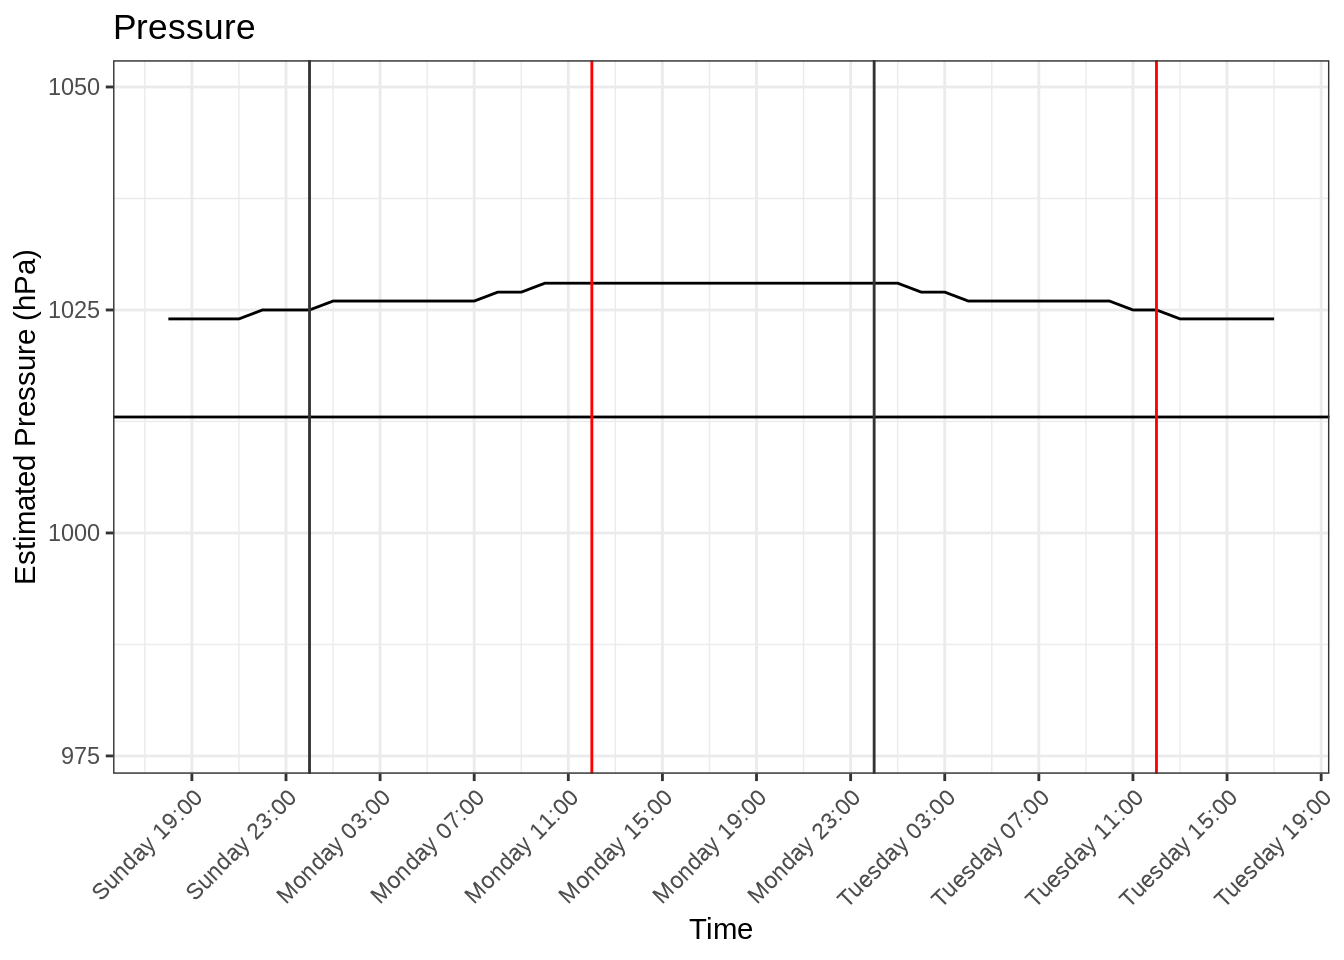 Pressure
Estimated Pressure (hPa)
1050
1025
1000
975
Sunday 19:00
Sunday 23:00
Monday 03:00
Monday 07:00
Monday 11:00
Monday 15:00
Monday 19:00
Monday 23:00
Tuesday 03:00
Tuesday 07:00
Tuesday 11:00
Tuesday 15:00
Tuesday 19:00
Time